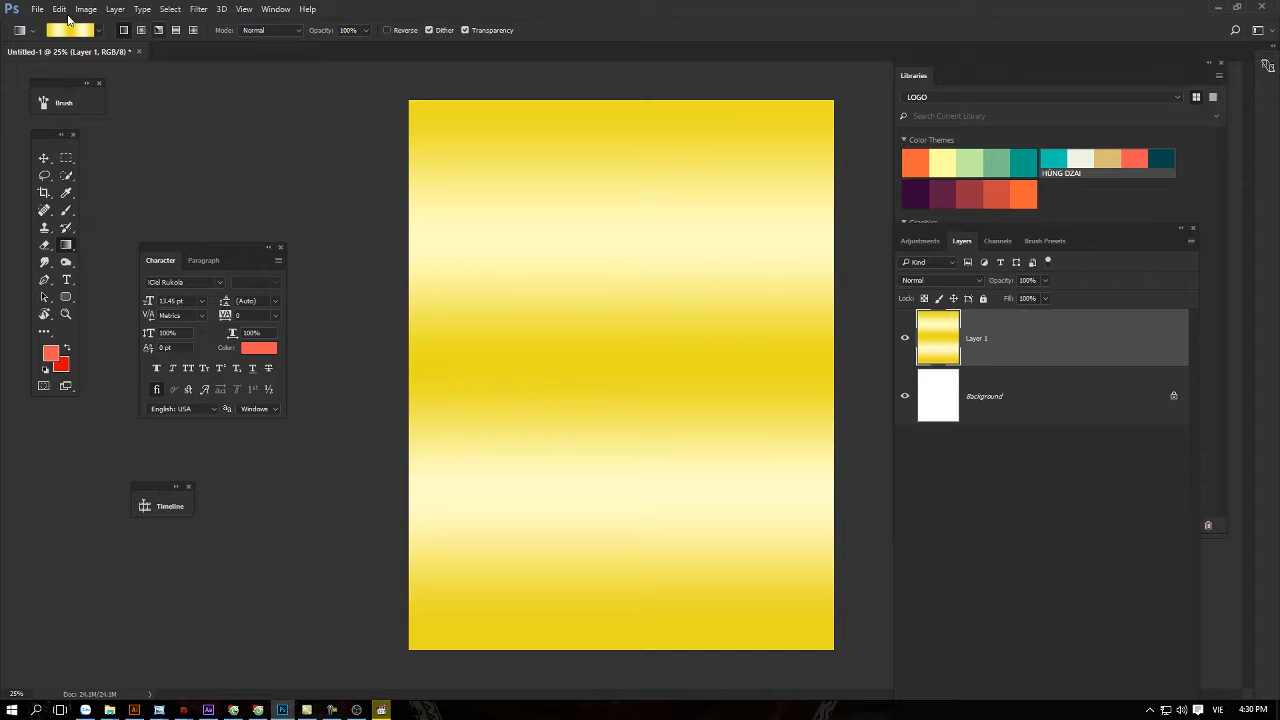 Ps File Edit Image Layer Type Select Filter 3D View Window Help
Mode: Normal Opacity: 100% Reverse Dither Transparency
Untitled-1 @ 25% (Layer 1, RGB/8) *
Brush
Libraries
LOGO
Search Current Library
Color Themes
HÙNG DZAI
Graphics
Adjustments Layers Channels Brush Presets
Kind
Normal Opacity: 100%
Lock: Fill: 100%
Layer 1
Background
Character Paragraph
iCiel Rukola
13.45 pt (Auto)
Metrics 0
100% 100%
0 pt Color:
English: USA Windows
Timeline
25% Doc: 24.1M/24.1M
VIE 4:30 PM